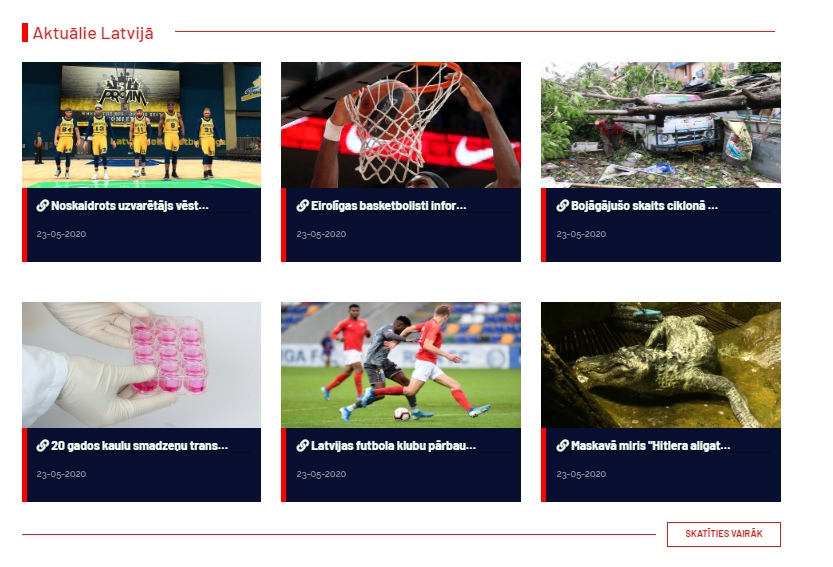 Aktuālie Latvijā
Noskaidrots uzvarētājs vēst...
23-05-2020
Eirolīgas basketbolisti infor...
23-05-2020
Bojāgājušo skaits ciklonā ...
23-05-2020
20 gados kaulu smadzeņu trans...
23-05-2020
Latvijas futbola klubu pārbau...
23-05-2020
Maskavā miris "Hitlera aligat...
23-05-2020
SKATĪTIES VAIRĀK